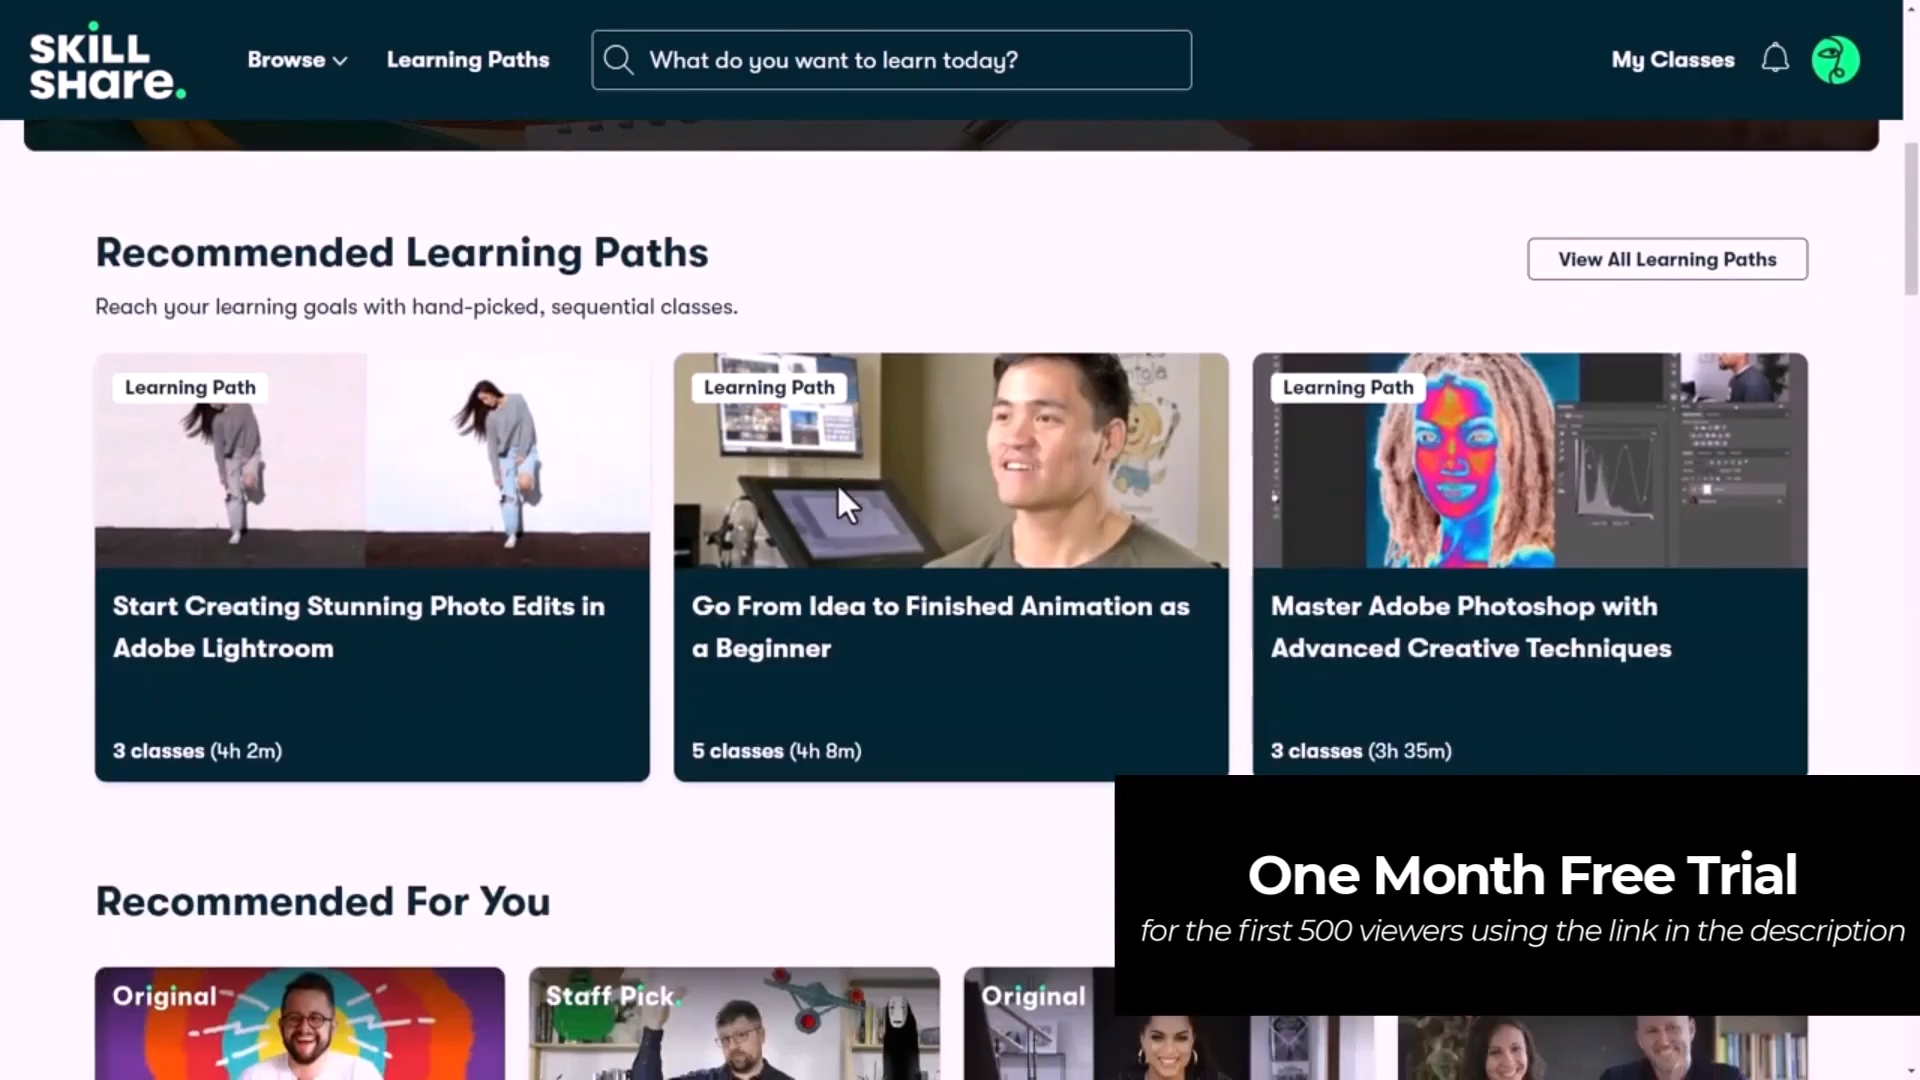 SKILL
SHare.
Browse
Learning Paths
What do you want to learn today?
My Classes
Recommended Learning Paths
View All Learning Paths
Reach your learning goals with hand-picked, sequential classes.
Learning Path
Learning Path
Learning Path
Start Creating Stunning Photo Edits in
Adobe Lightroom
3 classes (4h 2m)
Go From Idea to Finished Animation as
a Beginner
5 classes (4h 8m)
Master Adobe Photoshop with
Advanced Creative Techniques
3 classes (3h 35m)
One Month Free Trial
for the first 500 viewers using the link in the description
Recommended For You
Original
Staff Pick.
Original